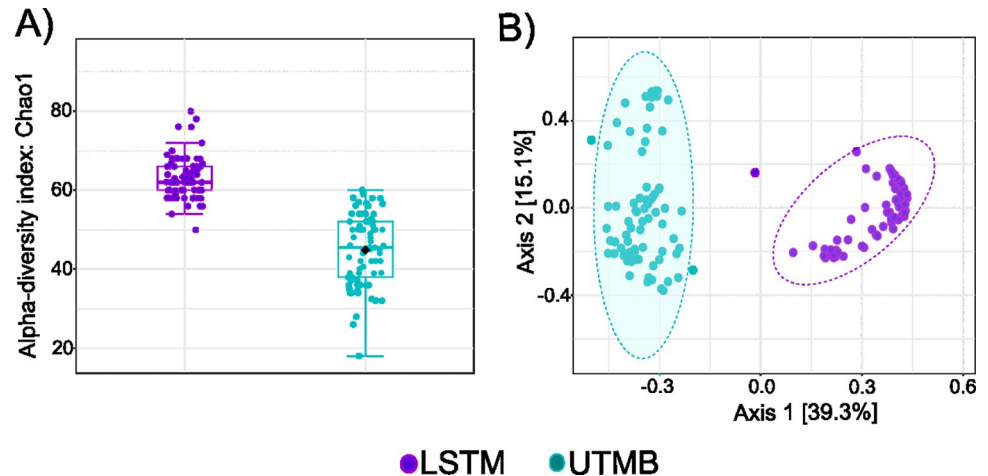 A)
Alpha-diversity index: Chao1
80
60
40
20
B)
Axis 2 [15.1%]
0.4
0.0
-0.4
-0.3
0.0
0.3
0.6
Axis 1 [39.3%]
LSTM
UTMB